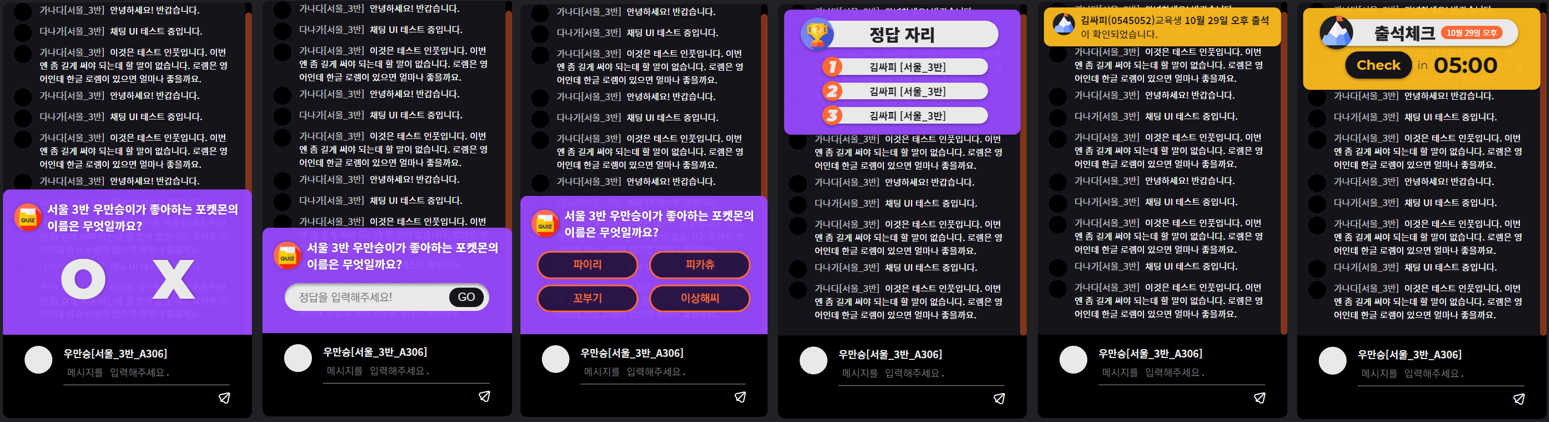 가나다[서울_3반] 안녕하세요! 반갑습니다.
다나가[서울_3반] 채팅 UI 테스트 중입니다.
가나다[서울_3반] 이것은 테스트 인풋입니다. 이번
엔 좀 길게 써야 되는데 할 말이 없습니다. 로렘은 영
어인데 한글 로렘이 있으면 얼마나 좋을까요.
가나디[서울_3반] 안녕하세요! 반갑습니다.
다나가[서울_3반] 채팅 UI 테스트 중입니다.
가나다[서울_3반] 이것은 테스트 인풋입니다. 이번
엔 좀 길게 써야 되는데 할 말이 없습니다. 로렘은 영
어인데 한글 로렘이 있으면 얼마나 좋을까요.
가나디[서울_3반] 안녕하세요! 반갑습니다.
QUIZ
서울 3반 우만승이가 좋아하는 포켓몬의
이름은 무엇일까요?
O X
우만승[서울_3반_A306]
메시지를 입력해주세요.
다나가[서울_3반] 채팅 UI 테스트 중입니다.
가나다[서울_3반] 이것은 테스트 인풋입니다. 이번
엔 좀 길게 써야 되는데 할 말이 없습니다. 로렘은 영
어인데 한글 로렘이 있으면 얼마나 좋을까요.
가나디[서울_3반] 안녕하세요! 반갑습니다.
다나가[서울_3반] 채팅 UI 테스트 중입니다.
가나다[서울_3반] 이것은 테스트 인풋입니다. 이번
엔 좀 길게 써야 되는데 할 말이 없습니다. 로렘은 영
어인데 한글 로렘이 있으면 얼마나 좋을까요.
가나디[서울_3반] 안녕하세요! 반갑습니다.
다나가[서울_3반] 채팅 UI 테스트 중입니다.
가나다[서울_3반] 이것은 테스트 인풋입니다. 이번
QUIZ
서울 3반 우만승이가 좋아하는 포켓몬의
이름은 무엇일까요?
정답을 입력해주세요! GO
우만승[서울_3반_A306]
메시지를 입력해주세요.
가나다[서울_3반] 안녕하세요! 반갑습니다.
다나가[서울_3반] 채팅 UI 테스트 중입니다.
가나다[서울_3반] 이것은 테스트 인풋입니다. 이번
엔 좀 길게 써야 되는데 할 말이 없습니다. 로렘은 영
어인데 한글 로렘이 있으면 얼마나 좋을까요.
가나디[서울_3반] 안녕하세요! 반갑습니다.
다나가[서울_3반] 채팅 UI 테스트 중입니다.
가나다[서울_3반] 이것은 테스트 인풋입니다. 이번
엔 좀 길게 써야 되는데 할 말이 없습니다. 로렘은 영
어인데 한글 로렘이 있으면 얼마나 좋을까요.
가나디[서울_3반] 안녕하세요! 반갑습니다.
QUIZ
서울 3반 우만승이가 좋아하는 포켓몬의
이름은 무엇일까요?
파이리 피카츄
꼬부기 이상해씨
우만승[서울_3반_A306]
메시지를 입력해주세요.
정답 자리
1 김싸피 [서울_3반]
2 김싸피 [서울_3반]
3 김싸피 [서울_3반]
가나다[서울_3반] 이것은 테스트 인풋입니다. 이번
엔 좀 길게 써야 되는데 할 말이 없습니다. 로렘은 영
어인데 한글 로렘이 있으면 얼마나 좋을까요.
가나디[서울_3반] 안녕하세요! 반갑습니다.
다나가[서울_3반] 채팅 UI 테스트 중입니다.
가나다[서울_3반] 이것은 테스트 인풋입니다. 이번
엔 좀 길게 써야 되는데 할 말이 없습니다. 로렘은 영
어인데 한글 로렘이 있으면 얼마나 좋을까요.
다나가[서울_3반] 채팅 UI 테스트 중입니다.
가나다[서울_3반] 이것은 테스트 인풋입니다. 이번
엔 좀 길게 써야 되는데 할 말이 없습니다. 로렘은 영
어인데 한글 로렘이 있으면 얼마나 좋을까요.
우만승[서울_3반_A306]
메시지를 입력해주세요.
김싸피(0545052)교육생 10월 29일 오후 출석
이 확인되었습니다.
가나다[서울_3반] 이것은 테스트 인풋입니다. 이번
엔 좀 길게 써야 되는데 할 말이 없습니다. 로렘은 영
어인데 한글 로렘이 있으면 얼마나 좋을까요.
가나디[서울_3반] 안녕하세요! 반갑습니다.
다나가[서울_3반] 채팅 UI 테스트 중입니다.
가나다[서울_3반] 이것은 테스트 인풋입니다. 이번
엔 좀 길게 써야 되는데 할 말이 없습니다. 로렘은 영
어인데 한글 로렘이 있으면 얼마나 좋을까요.
가나디[서울_3반] 안녕하세요! 반갑습니다.
다나가[서울_3반] 채팅 UI 테스트 중입니다.
가나다[서울_3반] 이것은 테스트 인풋입니다. 이번
엔 좀 길게 써야 되는데 할 말이 없습니다. 로렘은 영
어인데 한글 로렘이 있으면 얼마나 좋을까요.
다나가[서울_3반] 채팅 UI 테스트 중입니다.
가나다[서울_3반] 이것은 테스트 인풋입니다. 이번
엔 좀 길게 써야 되는데 할 말이 없습니다. 로렘은 영
어인데 한글 로렘이 있으면 얼마나 좋을까요.
우만승[서울_3반_A306]
메시지를 입력해주세요.
출석체크 10월 29일 오후
Check in 05:00
가나디[서울_3반] 안녕하세요! 반갑습니다.
다나가[서울_3반] 채팅 UI 테스트 중입니다.
가나다[서울_3반] 이것은 테스트 인풋입니다. 이번
엔 좀 길게 써야 되는데 할 말이 없습니다. 로렘은 영
어인데 한글 로렘이 있으면 얼마나 좋을까요.
가나디[서울_3반] 안녕하세요! 반갑습니다.
다나가[서울_3반] 채팅 UI 테스트 중입니다.
가나다[서울_3반] 이것은 테스트 인풋입니다. 이번
엔 좀 길게 써야 되는데 할 말이 없습니다. 로렘은 영
어인데 한글 로렘이 있으면 얼마나 좋을까요.
다나가[서울_3반] 채팅 UI 테스트 중입니다.
가나다[서울_3반] 이것은 테스트 인풋입니다. 이번
엔 좀 길게 써야 되는데 할 말이 없습니다. 로렘은 영
어인데 한글 로렘이 있으면 얼마나 좋을까요.
우만승[서울_3반_A306]
메시지를 입력해주세요.